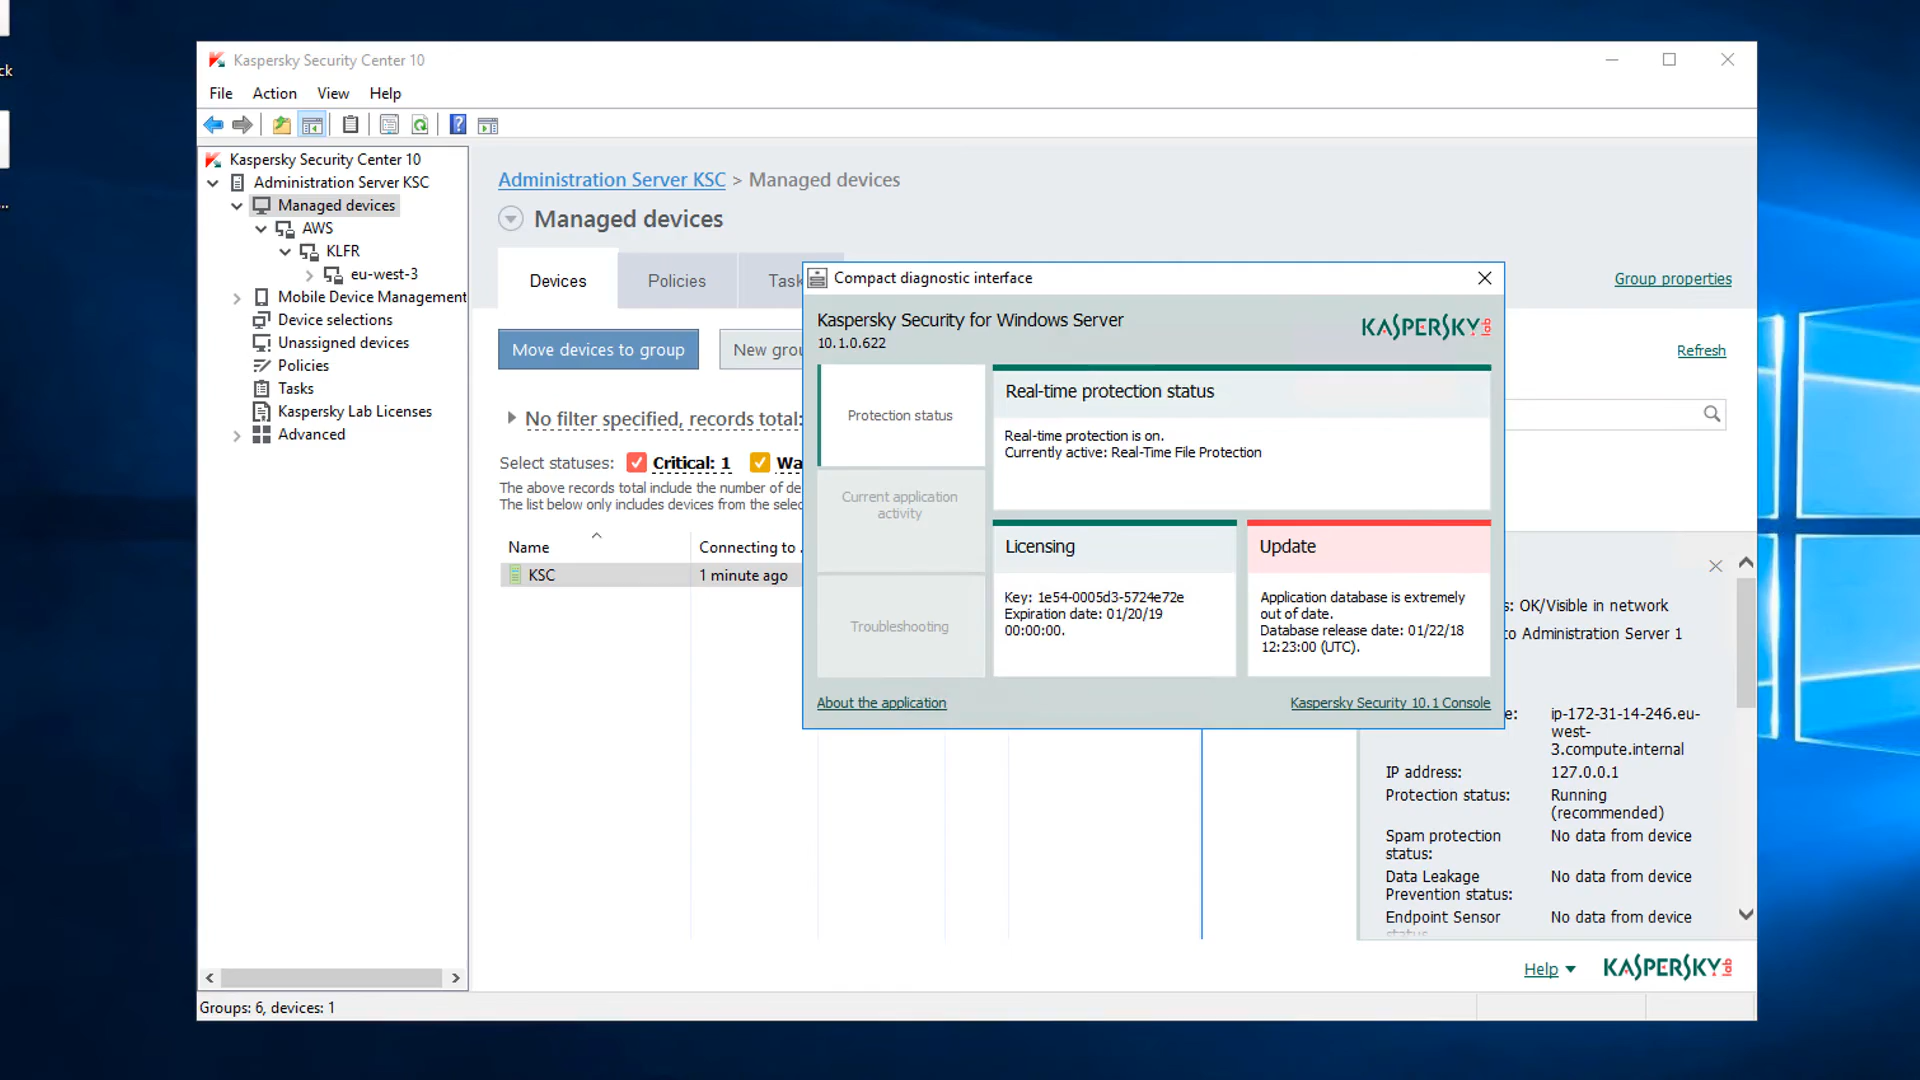 ck
...
Kaspersky Security Center 10
File Action View Help
Kaspersky Security Center 10
Administration Server KSC
Managed devices
AWS
KLFR
eu-west-3
Mobile Device Management
Device selections
Unassigned devices
Policies
Tasks
Kaspersky Lab Licenses
Advanced
Groups: 6, devices: 1
Administration Server KSC > Managed devices
Managed devices
Devices Policies Task
Group properties
Move devices to group
New grou
Refresh
No filter specified, records total:
Select statuses: Critical: 1 Wa
The above records total include the number of de
The list below only includes devices from the selec
Name Connecting to .
KSC 1 minute ago
Compact diagnostic interface
Kaspersky Security for Windows Server
10.1.0.622
KASPERSKY lab
Protection status
Current application
activity
Troubleshooting
Real-time protection status
Real-time protection is on.
Currently active: Real-Time File Protection
Licensing
Key: 1e54-0005d3-5724e72e
Expiration date: 01/20/19
00:00:00.
Update
Application database is extremely
out of date.
Database release date: 01/22/18
12:23:00 (UTC).
About the application
Kaspersky Security 10.1 Console
s: OK/Visible in network
to Administration Server 1
e: ip-172-31-14-246.eu-
west-
3.compute.internal
IP address: 127.0.0.1
Protection status: Running
(recommended)
Spam protection
status:
No data from device
Data Leakage
Prevention status:
No data from device
Endpoint Sensor
status
No data from device
Help
KASPERSKY lab